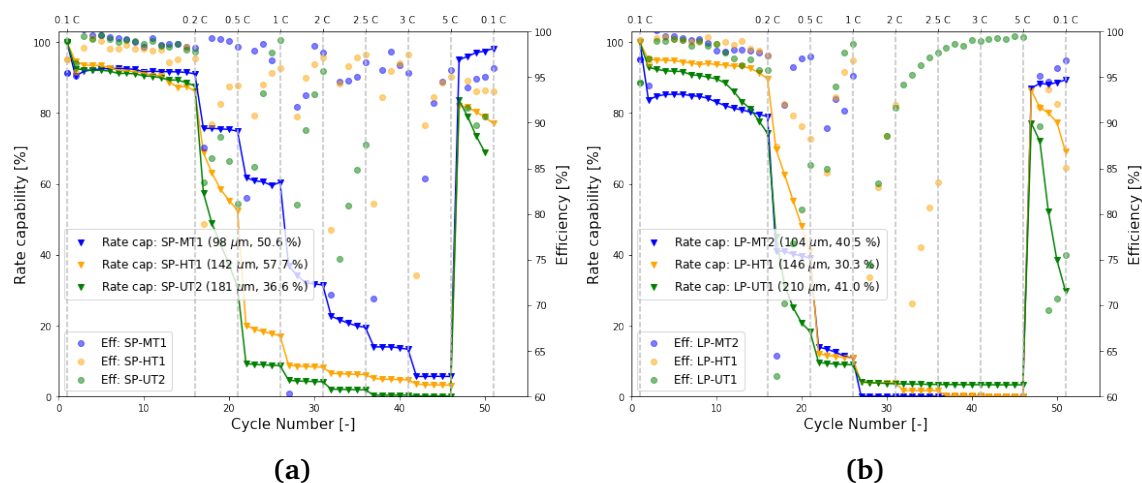 0.1 C 0.2 C 0.5 C 1 C 2 C 2.5 C 3 C 5 C 0.1 C
100
80
60
40
20
0
Rate capability [%]
Rate cap: SP-MT1 (98 µm, 50.6 %)
Rate cap: SP-HT1 (142 µm, 57.7 %)
Rate cap: SP-UT2 (181 µm, 36.6 %)
Eff: SP-MT1
Eff: SP-HT1
Eff: SP-UT2
100
95
90
85
80
75
70
65
60
Efficiency [%]
0 10 20 30 40 50
Cycle Number [-]
(a)
0.1 C 0.2 C 0.5 C 1 C 2 C 2.5 C 3 C 5 C 0.1 C
100
80
60
40
20
0
Rate capability [%]
Rate cap: LP-MT2 (104 µm, 40.5 %)
Rate cap: LP-HT1 (146 µm, 30.3 %)
Rate cap: LP-UT1 (210 µm, 41.0 %)
Eff: LP-MT2
Eff: LP-HT1
Eff: LP-UT1
100
95
90
85
80
75
70
65
60
Efficiency [%]
0 10 20 30 40 50
Cycle Number [-]
(b)